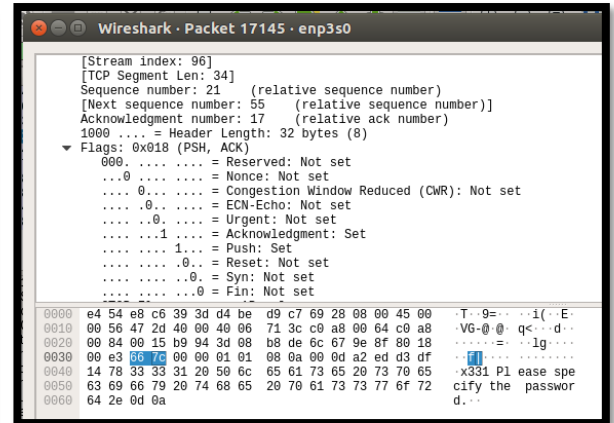 Wireshark · Packet 17145 · enp3s0
[Stream index: 96]
[TCP Segment Len: 34]
Sequence number: 21    (relative sequence number)
[Next sequence number: 55    (relative sequence number)]
Acknowledgment number: 17    (relative ack number)
1000 .... = Header Length: 32 bytes (8)
Flags: 0x018 (PSH, ACK)
000. .... .... = Reserved: Not set
...0 .... .... = Nonce: Not set
.... 0... .... = Congestion Window Reduced (CWR): Not set
.... .0.. .... = ECN-Echo: Not set
.... ..0. .... = Urgent: Not set
.... ...1 .... = Acknowledgment: Set
.... .... 1... = Push: Set
.... .... .0.. = Reset: Not set
.... .... ..0. = Syn: Not set
.... .... ...0 = Fin: Not set
0000 e4 54 e8 c6 39 3d d4 be d9 c7 69 28 08 00 45 00 ·T··9=·· ··i(··E·
0010 00 56 47 2d 40 00 40 06 71 3c c0 a8 00 64 c0 a8 ·VG-@·@· q<···d··
0020 00 84 00 15 b9 94 3d 08 b8 de 6c 67 9e 8f 80 18 ······=· ··lg····
0030 00 e3 66 7c 00 00 01 01 08 0a 00 0d a2 ed d3 df ··f|···· ········
0040 14 78 33 33 31 20 50 6c 65 61 73 65 20 73 70 65 ·x331 Pl ease spe
0050 63 69 66 79 20 74 68 65 20 70 61 73 73 77 6f 72 cify the passwor
0060 64 2e 0d 0a d.··